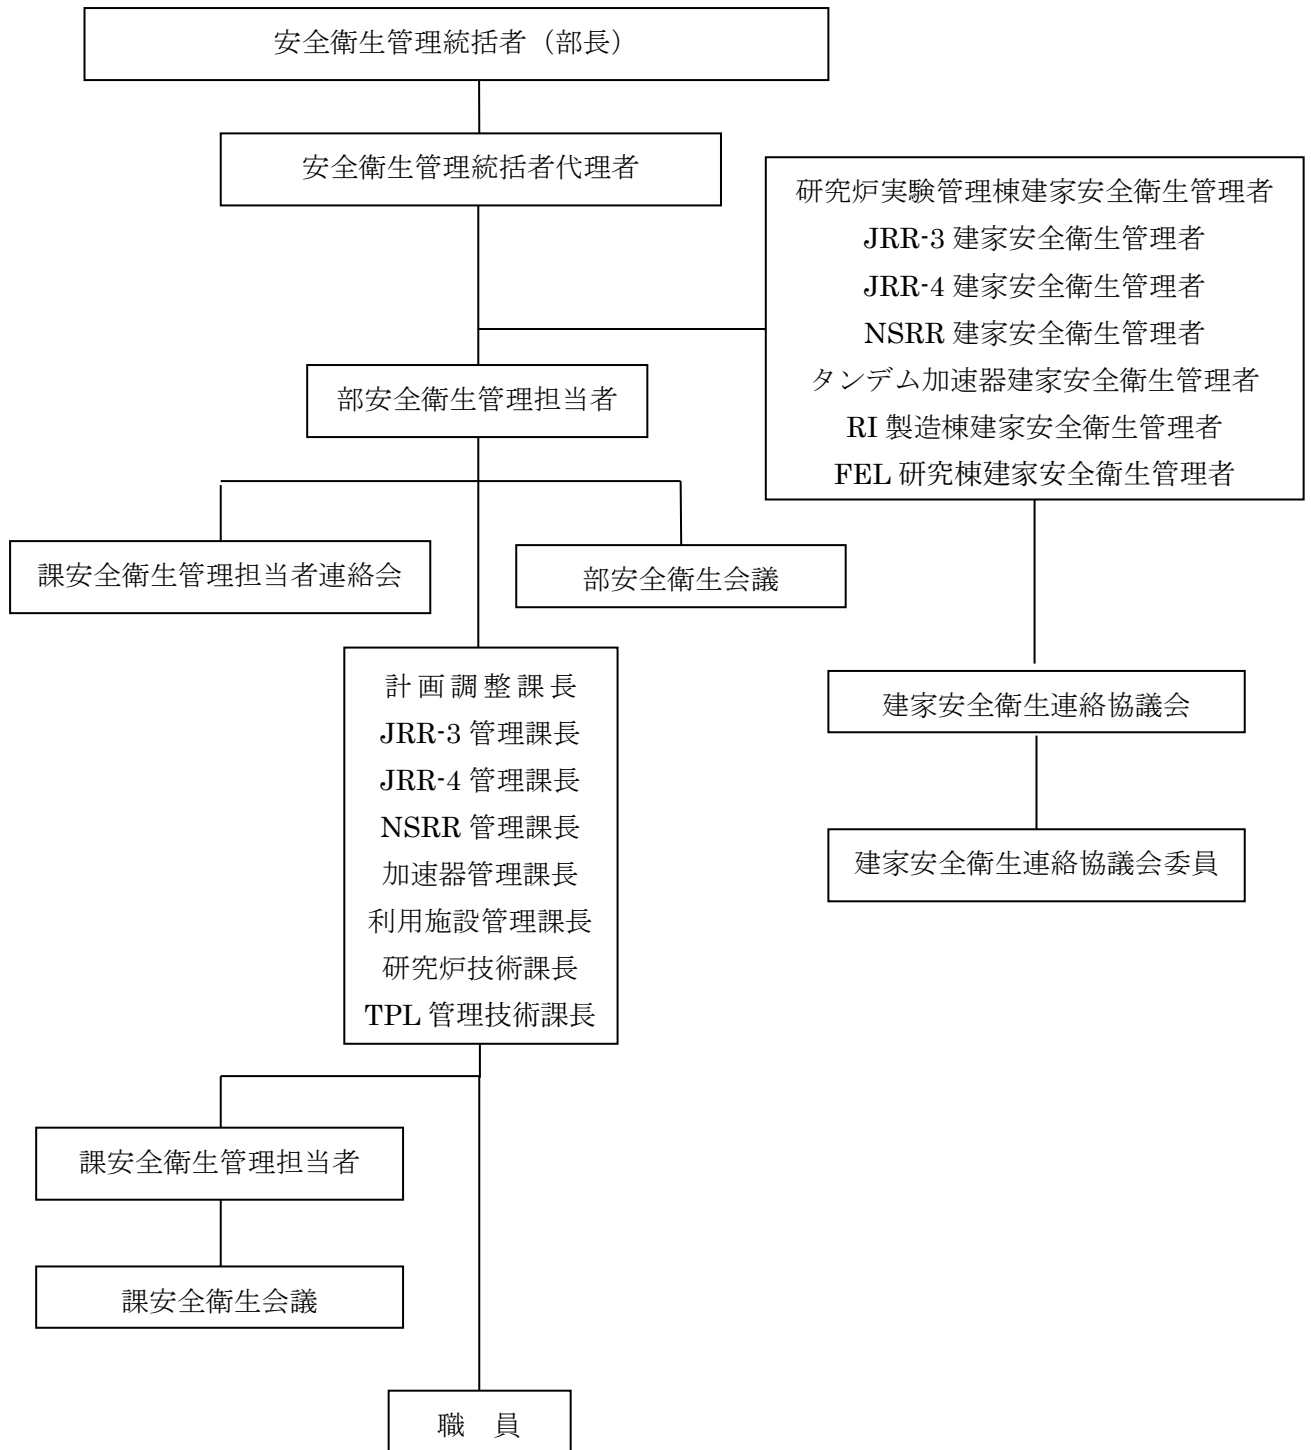 安全衛生管理統括者（部長）
安全衛生管理統括者代理者
研究炉実験管理棟建家安全衛生管理者
JRR-3 建家安全衛生管理者
JRR-4 建家安全衛生管理者
NSRR 建家安全衛生管理者
タンデム加速器建家安全衛生管理者
RI 製造棟建家安全衛生管理者
FEL 研究棟建家安全衛生管理者
部安全衛生管理担当者
課安全衛生管理担当者連絡会
部安全衛生会議
計画調整課長
JRR-3 管理課長
JRR-4 管理課長
NSRR 管理課長
加速器管理課長
利用施設管理課長
研究炉技術課長
TPL 管理技術課長
建家安全衛生連絡協議会
建家安全衛生連絡協議会委員
課安全衛生管理担当者
課安全衛生会議
職　員